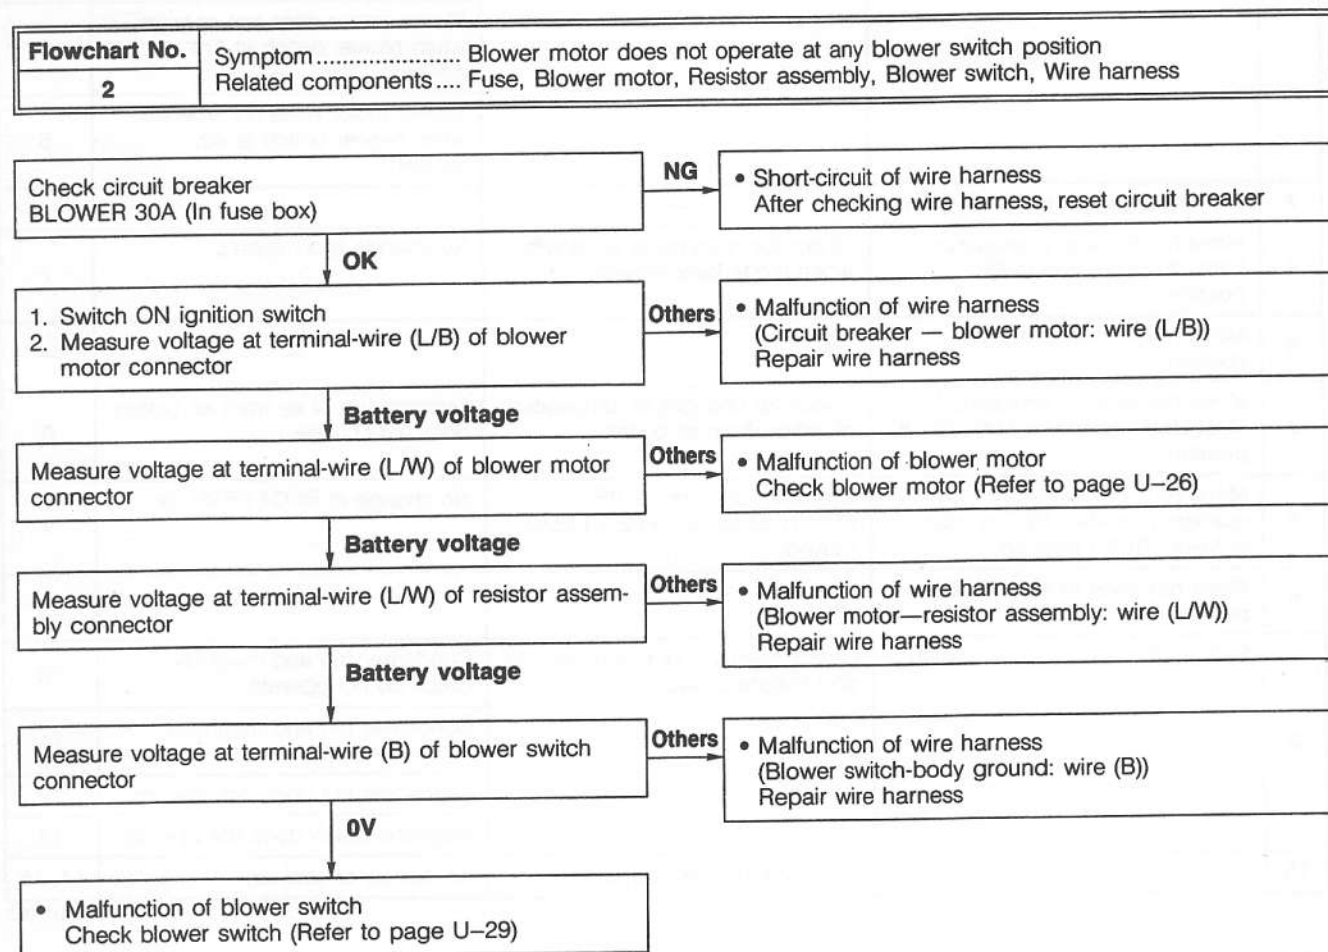 Flowchart No.
2
Symptom...................... Blower motor does not operate at any blower switch position
Related components.... Fuse, Blower motor, Resistor assembly, Blower switch, Wire harness
Check circuit breaker
BLOWER 30A (In fuse box)
NG
• Short-circuit of wire harness
After checking wire harness, reset circuit breaker
OK
1. Switch ON ignition switch
2. Measure voltage at terminal-wire (L/B) of blower
motor connector
Others
• Malfunction of wire harness
(Circuit breaker — blower motor: wire (L/B))
Repair wire harness
Battery voltage
Measure voltage at terminal-wire (L/W) of blower motor
connector
Others
• Malfunction of blower motor
Check blower motor (Refer to page U–26)
Battery voltage
Measure voltage at terminal-wire (L/W) of resistor assem-
bly connector
Others
• Malfunction of wire harness
(Blower motor—resistor assembly: wire (L/W))
Repair wire harness
Battery voltage
Measure voltage at terminal-wire (B) of blower switch
connector
Others
• Malfunction of wire harness
(Blower switch-body ground: wire (B))
Repair wire harness
0V
• Malfunction of blower switch
Check blower switch (Refer to page U–29)